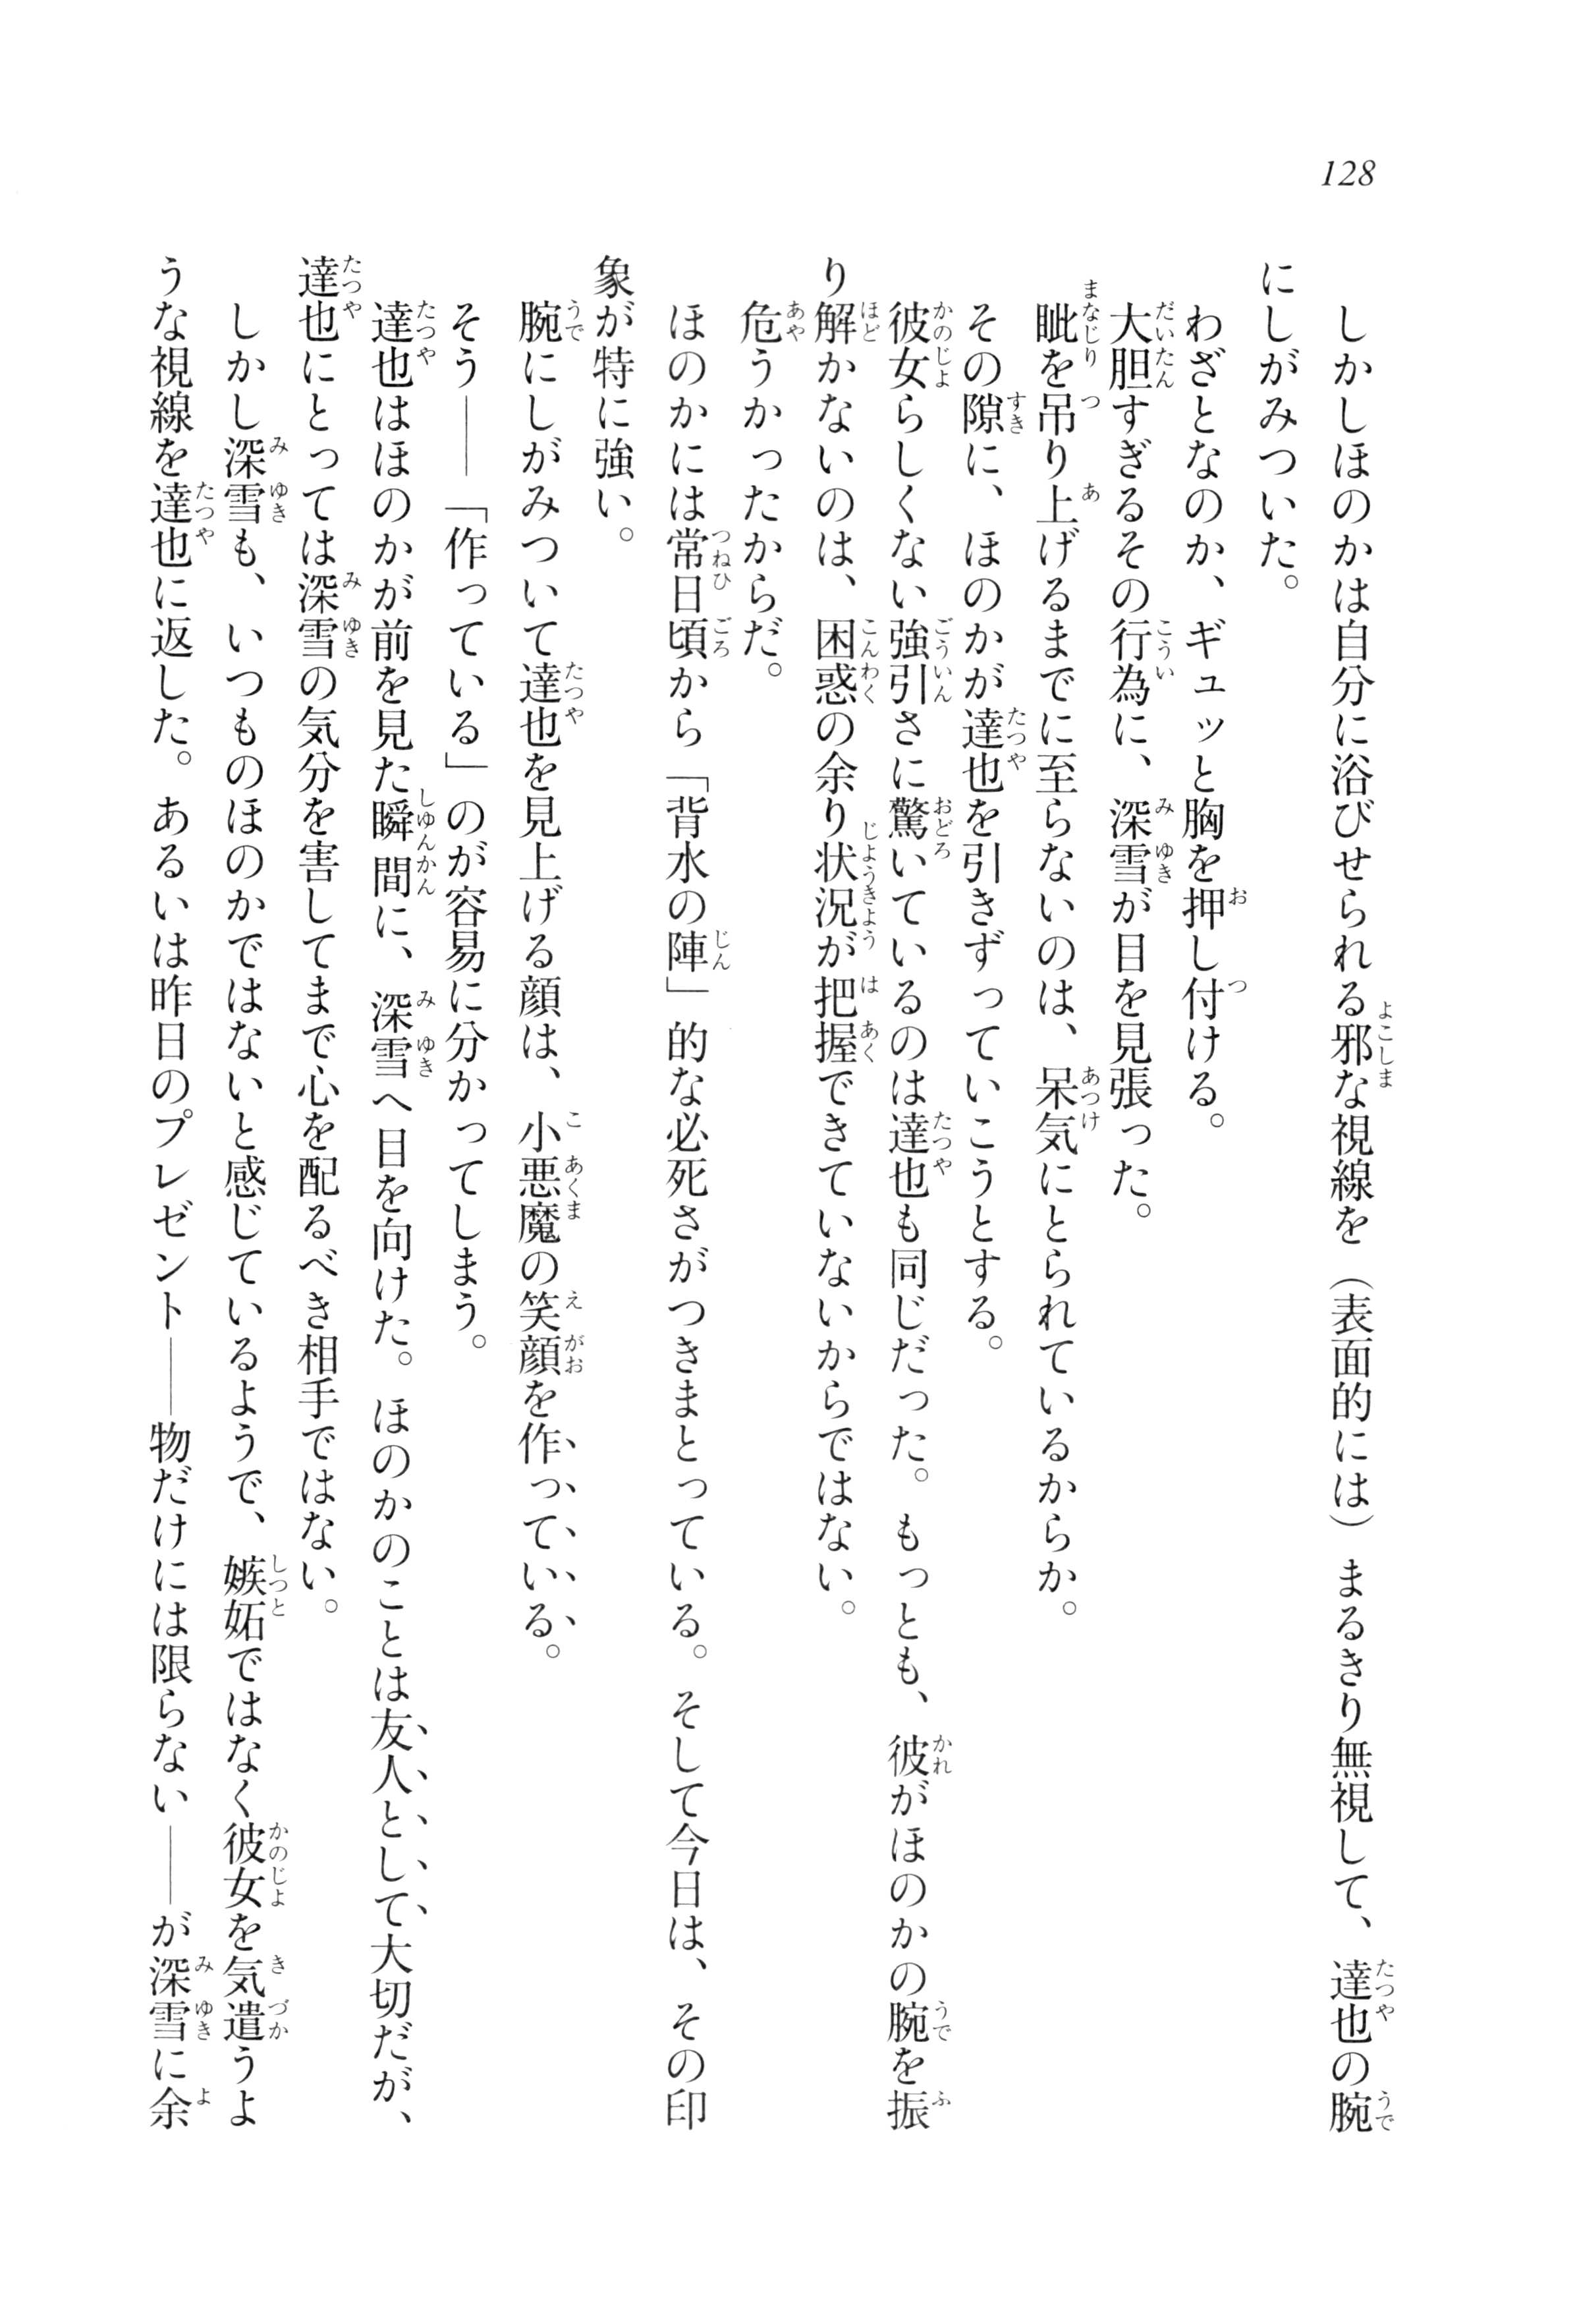 128
しかしほのかは自分に浴びせられる邪な視線を（表面的には）まるきり無視して、達也の腕
にしがみついた。
わざとなのか、ギュッと胸を押し付ける。
大胆すぎるその行為に、深雪が目を見張った。
眦を吊り上げるまでに至らないのは、呆気にとられているからか。
その隙に、ほのかが達也を引きずっていこうとする。
彼女らしくない強引さに驚いているのは達也も同じだった。もっとも、彼がほのかの腕を振
り解かないのは、困惑の余り状況が把握できていないからではない。
危うかったからだ。
ほのかには常日頃から「背水の陣」的な必死さがつきまとっている。そして今日は、その印
象が特に強い。
腕にしがみついて達也を見上げる顔は、小悪魔の笑顔を作っている。
そう――「作っている」のが容易に分かってしまう。
達也はほのかが前を見た瞬間に、深雪へ目を向けた。ほのかのことは友人として大切だが、
達也にとっては深雪の気分を害してまで心を配るべき相手ではない。
しかし深雪も、いつものほのかではないと感じているようで、嫉妬ではなく彼女を気遣うよ
うな視線を達也に返した。あるいは昨日のプレゼント――物だけには限らない――が深雪に余